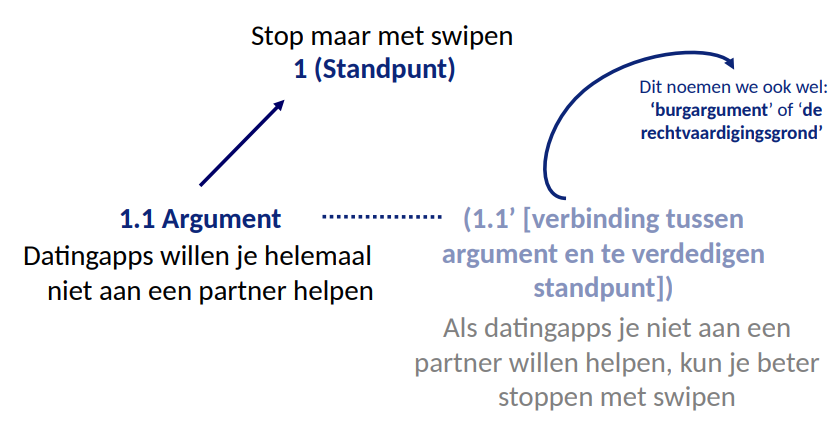 Stop maar met swipen
1 (Standpunt)
Dit noemen we ook wel:
‘burgargument’ of ‘de
rechtvaardigingsgrond’
1.1 Argument
Datingapps willen je helemaal
niet aan een partner helpen
(1.1’ [verbinding tussen
argument en te verdedigen
standpunt])
Als datingapps je niet aan een
partner willen helpen, kun je beter
stoppen met swipen